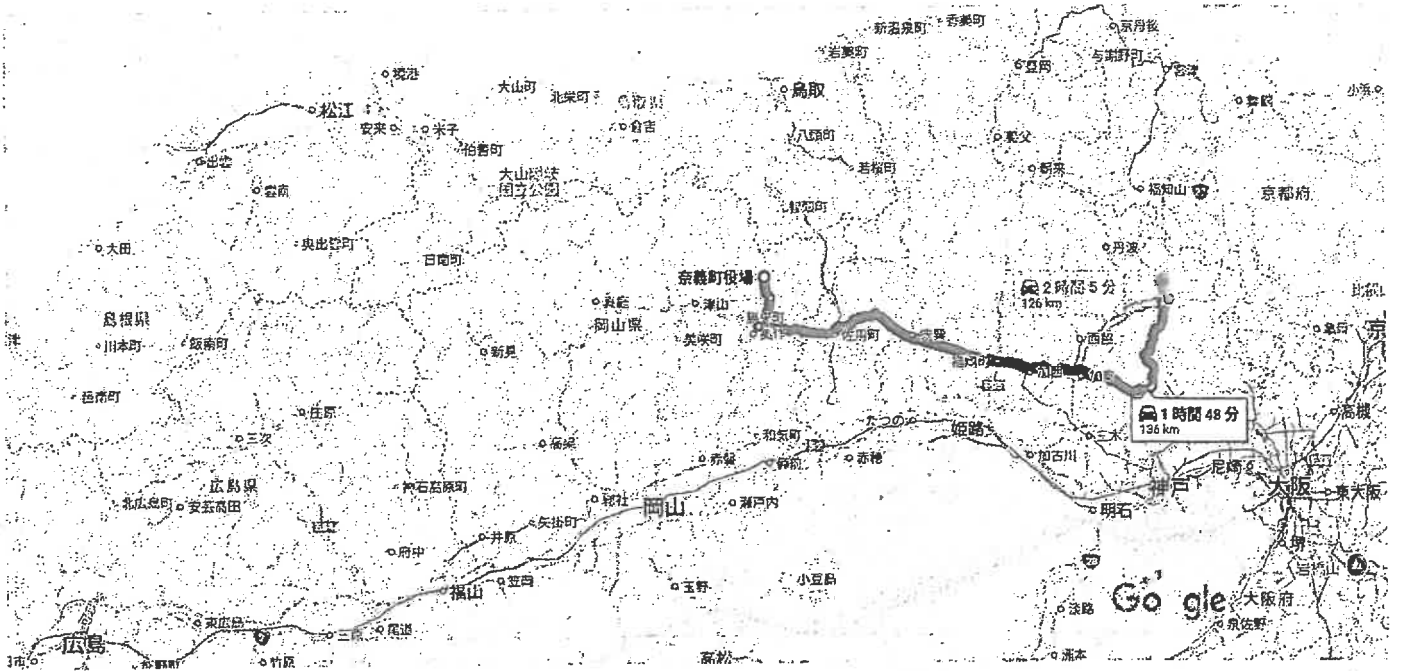 京丹後
香美町
新温泉町
岩美町
与謝野町
豊岡
宮津
境港
大山町
北栄町
鳥取県
鳥取
舞鶴
小浜
松江
安来
米子
倉吉
八頭町
養父
出雲
伯耆町
若桜町
朝来
大山隠岐
国立公園
雲南
福知山
京都府
智頭町
大田
奥出雲町
日南町
丹波
奈義町役場
2 時間 5 分
126 km
真庭
津山
島根県
岡山県
川本町
飯南町
美咲町
佐用町
宍粟
西脇
新見
福崎町
加西
邑南町
庄原
1 時間 48 分
136 km
高槻
三次
高梁
和気町
たつの
姫路
三木
赤磐
備前
赤穂
加古川
尼崎
広島県
神石高原町
北広島町
安芸高田
総社
岡山
瀬戸内
神戸
大阪
東大阪
明石
矢掛町
井原
府中
堺
笠岡
福山
玉野
小豆島
28
淡路
Google
大阪府
東広島
三原
尾道
泉佐野
広島
2
竹原
高松
洲本